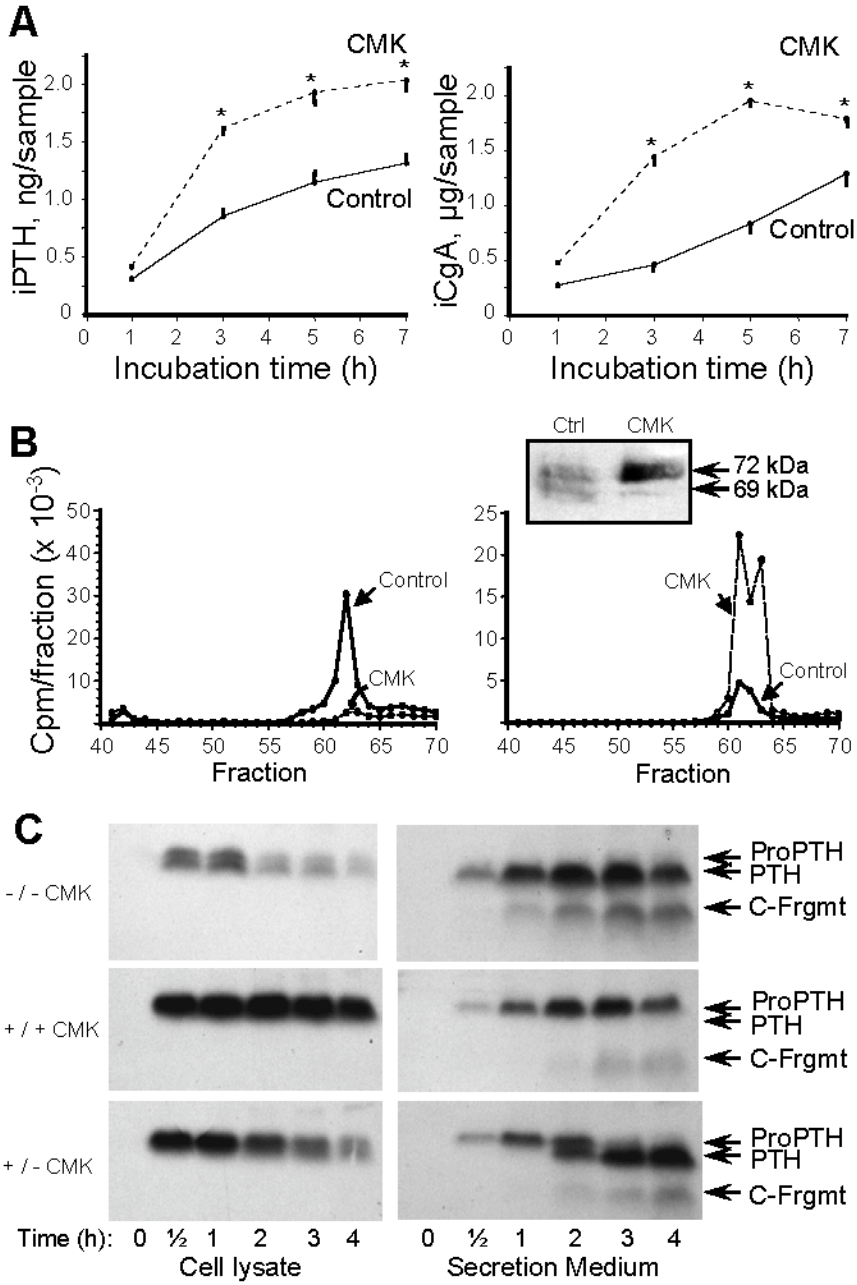 A
CMK
CMK
iPTH, ng/sample
2.0
1.5
1.0
0.5
0
* * *
Control
0 1 2 3 4 5 6 7
Incubation time (h)
iCgA, µg/sample
2.0
1.5
1.0
0.5
0
* * *
Control
0 1 2 3 4 5 6 7
Incubation time (h)
B
Ctrl CMK
72 kDa
69 kDa
Cpm/fraction (x 10-3)
50
40
30
20
10
Control
CMK
40 45 50 55 60 65 70
Fraction
25
20
15
10
5
CMK
Control
40 45 50 55 60 65 70
Fraction
C
- / - CMK
ProPTH
PTH
C-Frgmt
+ / + CMK
ProPTH
PTH
C-Frgmt
+ / - CMK
ProPTH
PTH
C-Frgmt
Time (h): 0 ½ 1 2 3 4 0 ½ 1 2 3 4
Cell lysate Secretion Medium